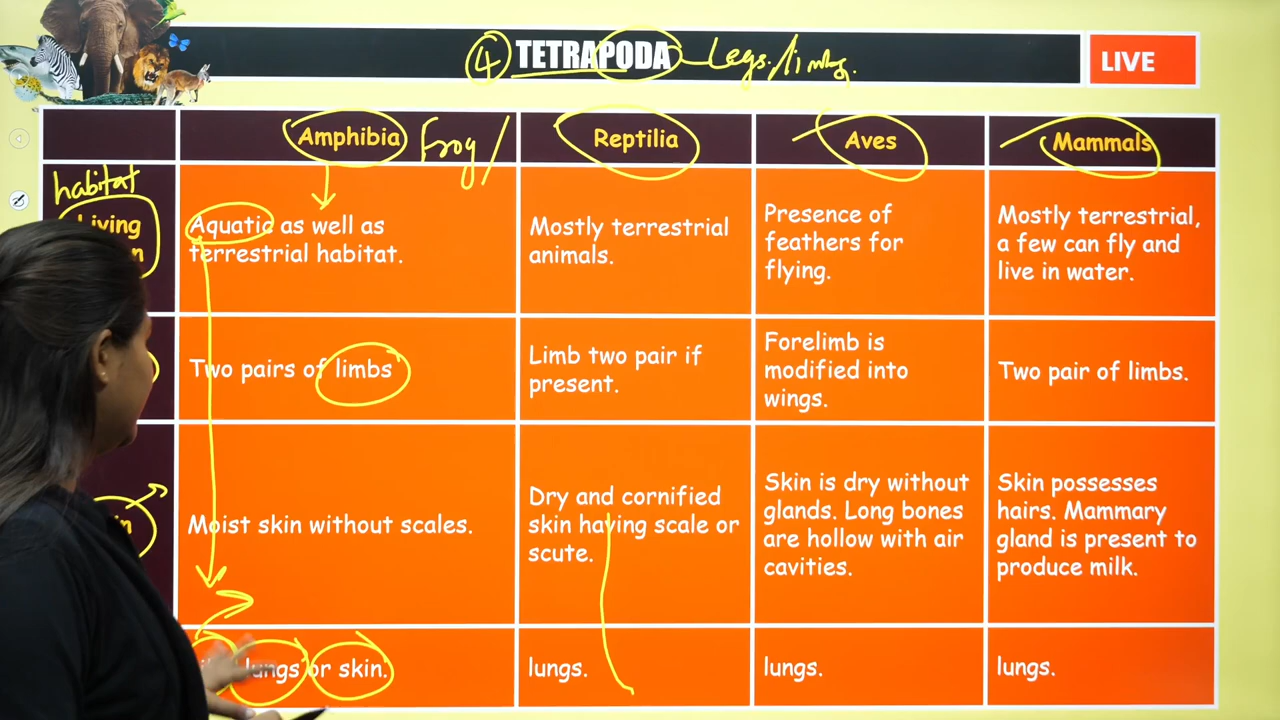 ④ TETRAPODA Legs/limbs.
LIVE
Amphibia Frog/
Reptilia
Aves
Mammals
habitat
Living
Aquatic as well as
terrestrial habitat.
Mostly terrestrial
animals.
Presence of
feathers for
flying.
Mostly terrestrial,
a few can fly and
live in water.
Two pairs of limbs
Limb two pair if
present.
Forelimb is
modified into
wings.
Two pair of limbs.
Moist skin without scales.
Dry and cornified
skin having scale or
scute.
Skin is dry without
glands. Long bones
are hollow with air
cavities.
Skin possesses
hairs. Mammary
gland is present to
produce milk.
lungs or skin.
lungs.
lungs.
lungs.